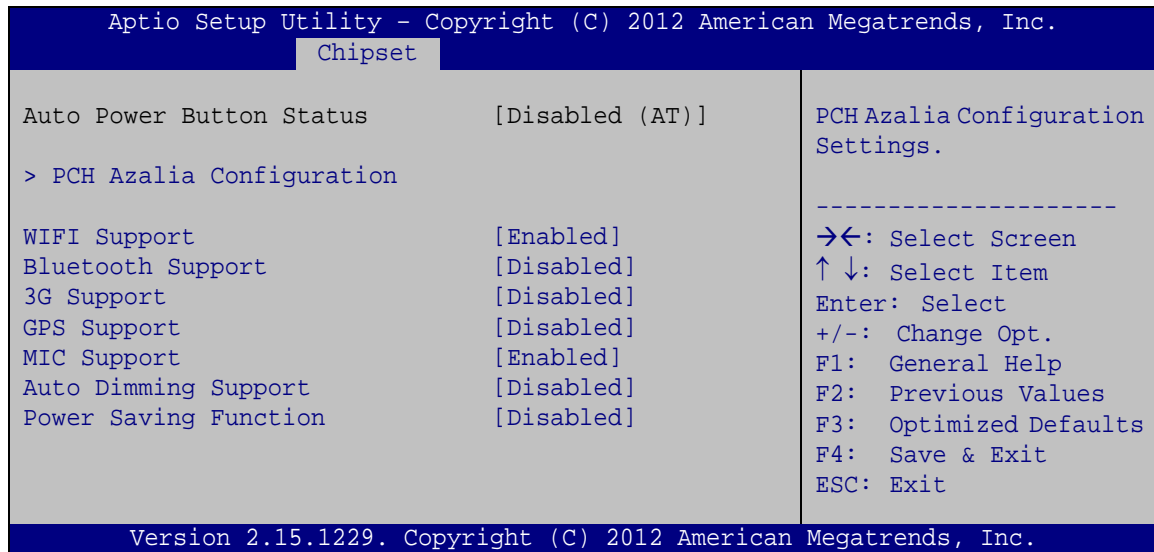 Aptio Setup Utility – Copyright (C) 2012 American Megatrends, Inc.
Chipset
Auto Power Button Status [Disabled (AT)]
> PCH Azalia Configuration
WIFI Support [Enabled]
Bluetooth Support [Disabled]
3G Support [Disabled]
GPS Support [Disabled]
MIC Support [Enabled]
Auto Dimming Support [Disabled]
Power Saving Function [Disabled]
PCH Azalia Configuration
Settings.
---------------------
→←: Select Screen
↑ ↓: Select Item
Enter: Select
+/-: Change Opt.
F1: General Help
F2: Previous Values
F3: Optimized Defaults
F4: Save & Exit
ESC: Exit
Version 2.15.1229. Copyright (C) 2012 American Megatrends, Inc.